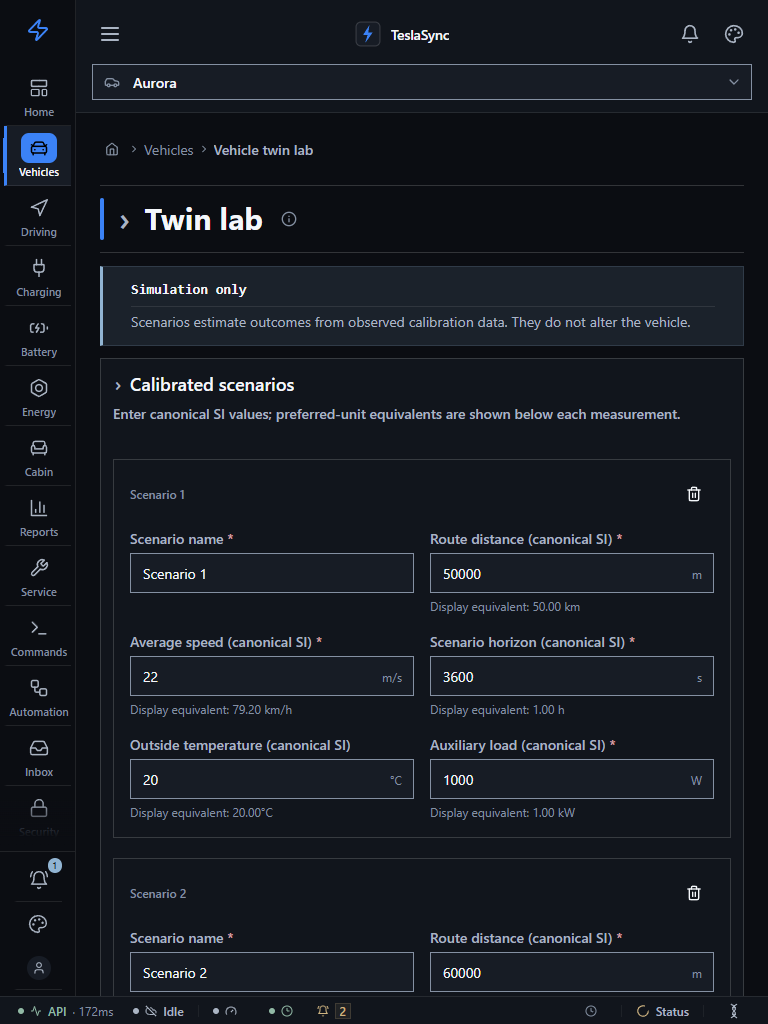 TeslaSync
Aurora
Home
Vehicles
Driving
Charging
Battery
Energy
Cabin
Reports
Service
Commands
Automation
Inbox
Security
1
Vehicles
Vehicle twin lab
Twin lab
Simulation only
Scenarios estimate outcomes from observed calibration data. They do not alter the vehicle.
Calibrated scenarios
Enter canonical SI values; preferred-unit equivalents are shown below each measurement.
Scenario 1
Scenario name *
Scenario 1
Route distance (canonical SI) *
50000 m
Display equivalent: 50.00 km
Average speed (canonical SI) *
22 m/s
Display equivalent: 79.20 km/h
Scenario horizon (canonical SI) *
3600 s
Display equivalent: 1.00 h
Outside temperature (canonical SI)
20 °C
Display equivalent: 20.00°C
Auxiliary load (canonical SI) *
1000 W
Display equivalent: 1.00 kW
Scenario 2
Scenario name *
Scenario 2
Route distance (canonical SI) *
60000 m
API · 172ms
Idle
2
Status